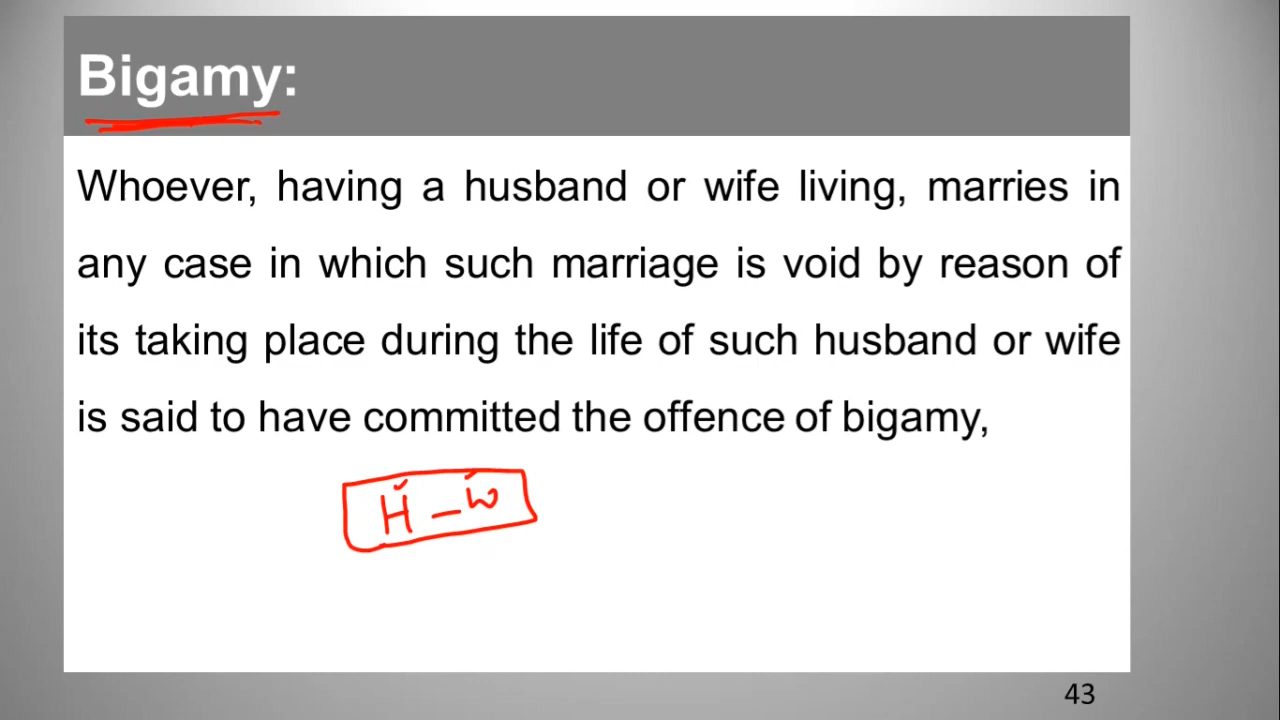 Bigamy:
Whoever, having a husband or wife living, marries in
any case in which such marriage is void by reason of
its taking place during the life of such husband or wife
is said to have committed the offence of bigamy,
H - W
43